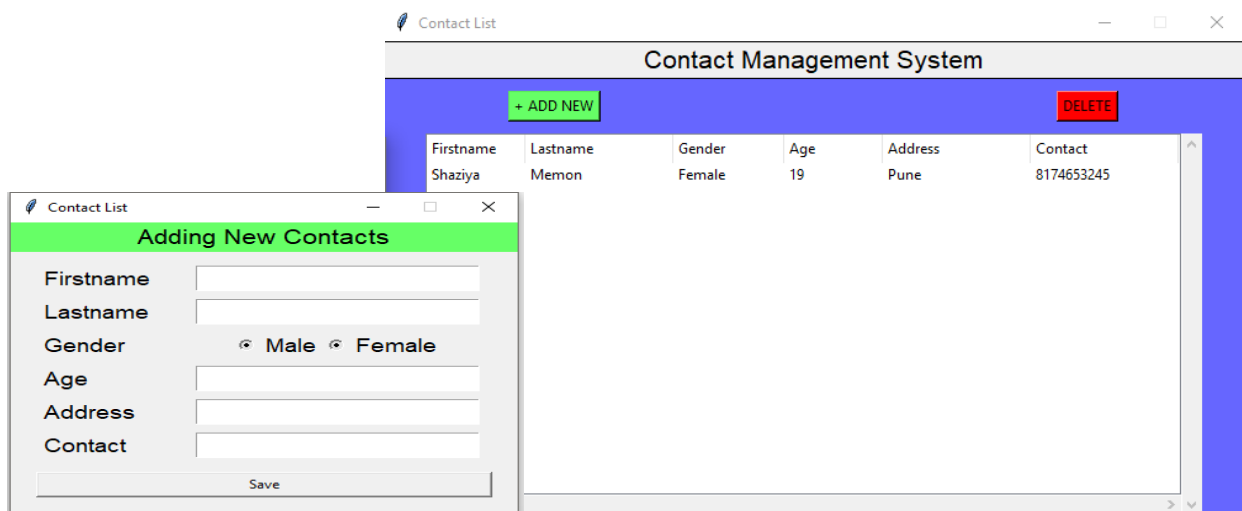 Contact List
Contact Management System
+ ADD NEW DELETE
Firstname Lastname Gender Age Address Contact
Shaziya Memon Female 19 Pune 8174653245
Contact List
Adding New Contacts
Firstname
Lastname
Gender Male Female
Age
Address
Contact
Save